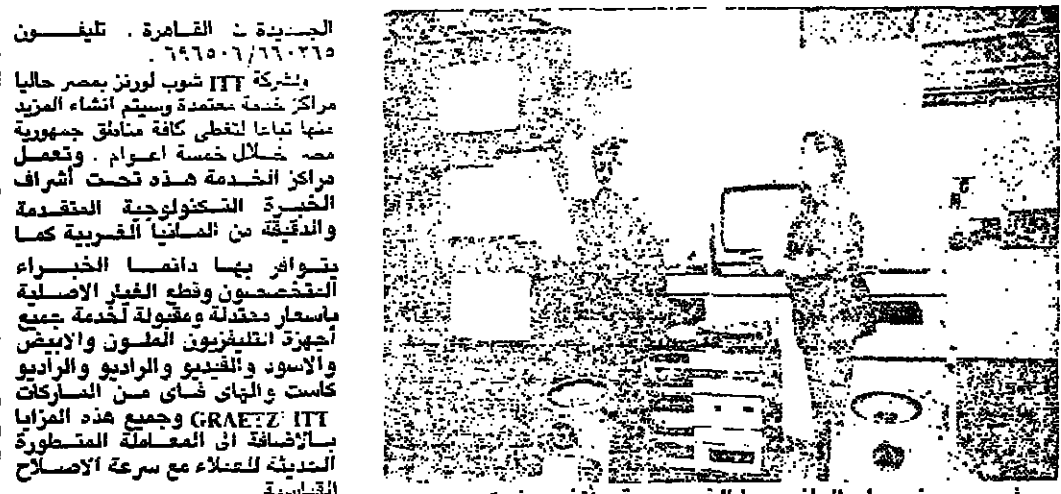 الجديدة ـ القاهرة . تليفون
٦٦٠٢٦٥ / ٦٩٦٥٠٦ .
ولشركة ITT شوب لورنز بمصر حاليا
مراكز خدمة معتمدة وسيتم انشاء المزيد
منها تباعا لتغطى كافة مناطق جمهورية
مصر خلال خمسة اعوام . وتعمل
مراكز الخدمة هذه تحت أشراف
الخبرة التكنولوجية المتقدمة
والدقيقة من المانيا الغربية كما
يتوافر بها دائما الخبراء
المتخصصون وقطع الغيار الاصلية
باسعار معتدلة ومقبولة لخدمة جميع
أجهزة التليفزيون الملون والابيض
والاسود والفيديو والراديو والراديو
كاست والهاى فاى من الماركات
GRAETZ ITT وجميع هذه المزايا
بالاضافة الى المعاملة المتطورة
الحديثة للعملاء مع سرعة الاصلاح
القياسية